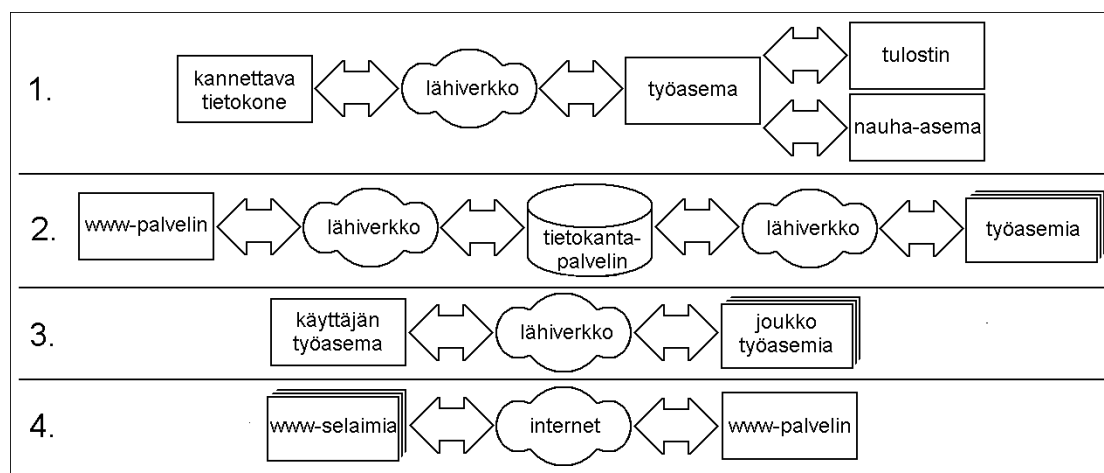 1.
kannettava
tietokone
lähiverkko
työasema
tulostin
nauha-asema
2.
www-palvelin
lähiverkko
tietokanta-
palvelin
lähiverkko
työasemia
3.
käyttäjän
työasema
lähiverkko
joukko
työasemia
4.
www-selaimia
internet
www-palvelin